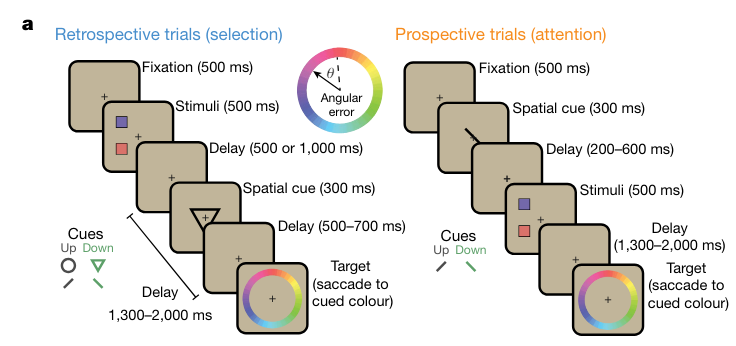 a
Retrospective trials (selection)
Prospective trials (attention)
Fixation (500 ms)
Stimuli (500 ms)
Delay (500 or 1,000 ms)
Spatial cue (300 ms)
Delay (500–700 ms)
Target
(saccade to
cued colour)
Cues
Up Down
Delay
1,300–2,000 ms
θ
Angular
error
Fixation (500 ms)
Spatial cue (300 ms)
Delay (200–600 ms)
Stimuli (500 ms)
Delay
(1,300–2,000 ms)
Target
(saccade to
cued colour)
Cues
Up Down